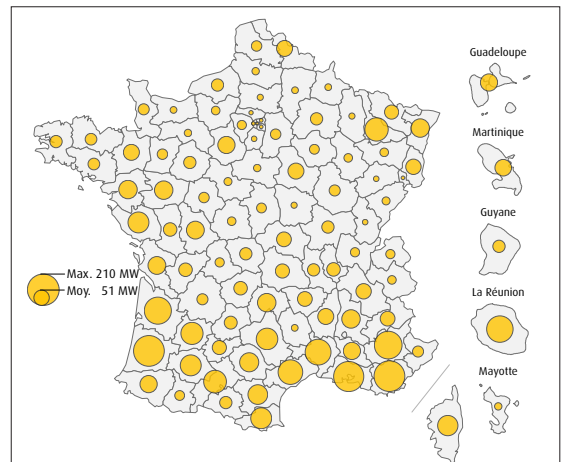 Guadeloupe
Martinique
Guyane
Max. 210 MW
Moy. 51 MW
La Réunion
Mayotte